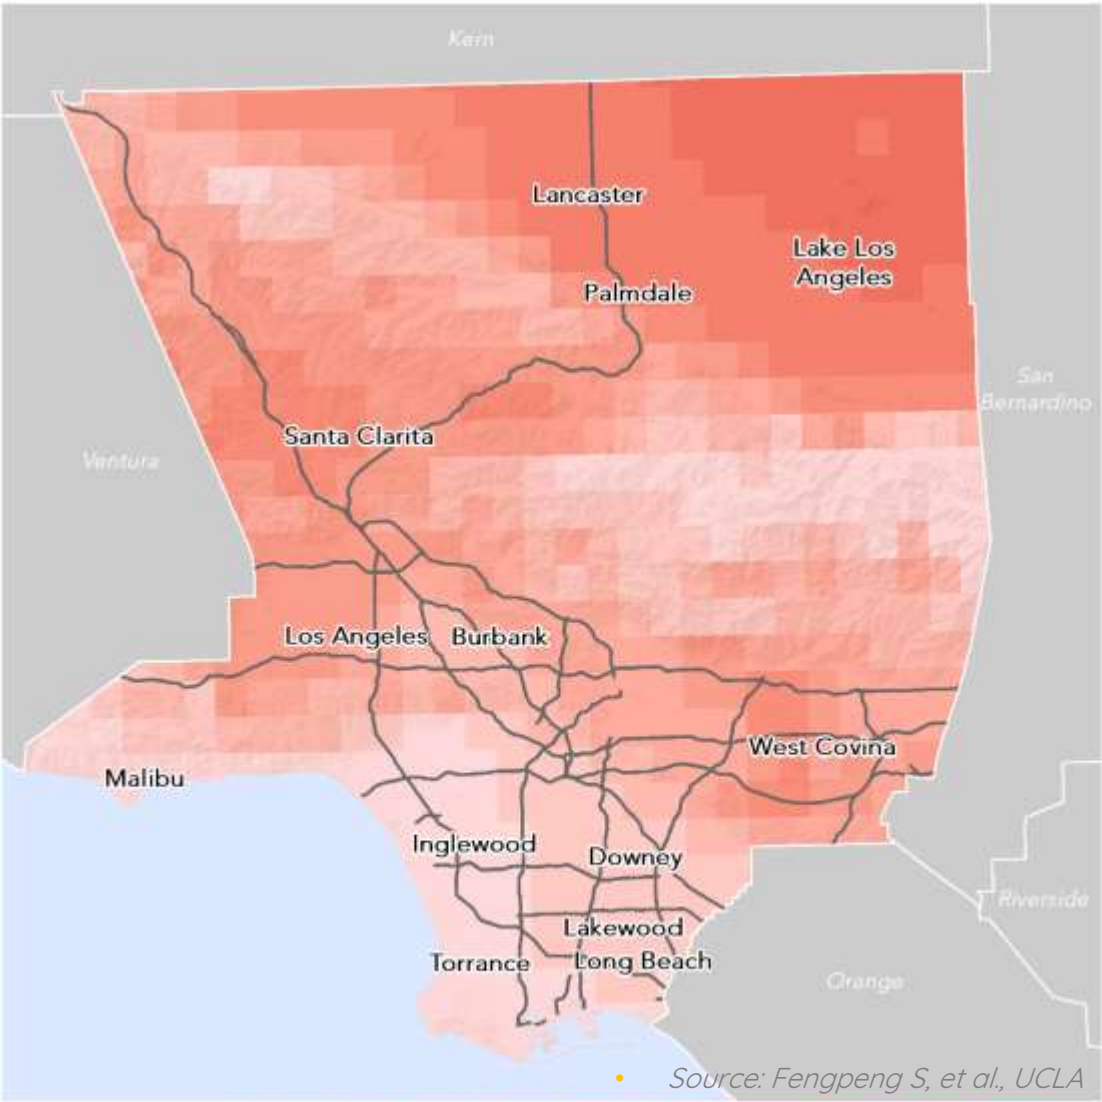 Kern
Lancaster
Lake Los
Angeles
Palmdale
San
Bernardino
Santa Clarita
Ventura
Los Angeles
Burbank
West Covina
Malibu
Inglewood
Downey
Riverside
Lakewood
Torrance
Long Beach
Orange
• Source: Fengpeng S, et al., UCLA